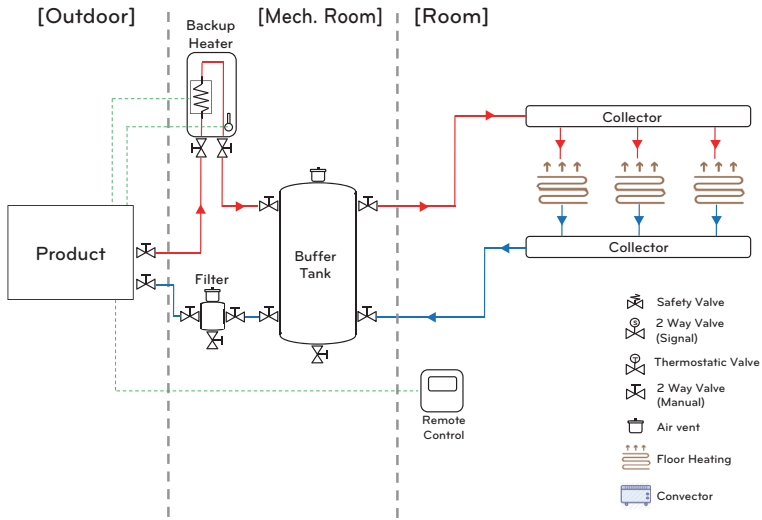 [Outdoor]
[Mech. Room]
[Room]
Backup
Heater
Collector
Product
Buffer
Tank
Collector
Filter
Remote
Control
Safety Valve
2 Way Valve
(Signal)
Thermostatic Valve
2 Way Valve
(Manual)
Air vent
Floor Heating
Convector